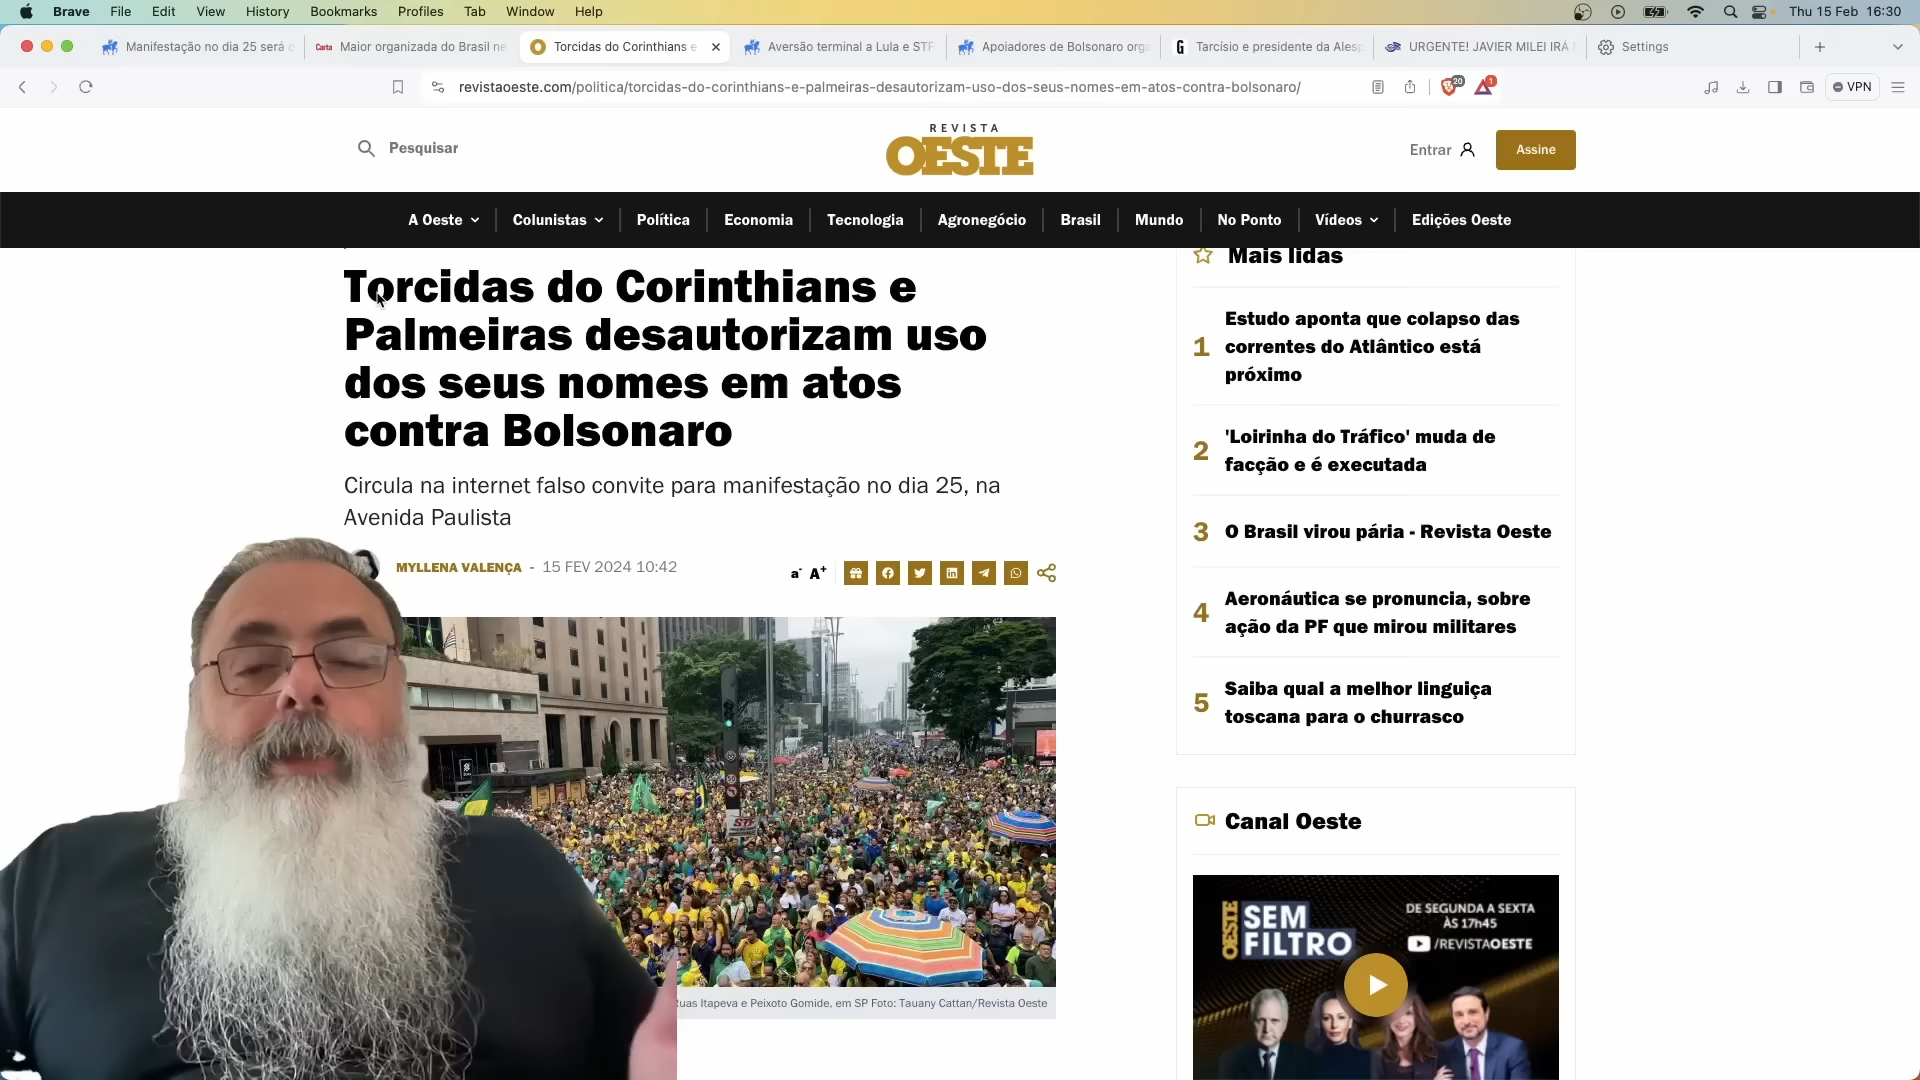 Brave File Edit View History Bookmarks Profiles Tab Window Help Thu 15 Feb 16:30
Manifestação no dia 25 será
Carta Maior organizada do Brasil ne
Torcidas do Corinthians e
Aversão terminal a Lula e STF
Apoiadores de Bolsonaro orga
Tarcísio e presidente da Alesp
URGENTE! JAVIER MILEI IRÁ
Settings
revistaoeste.com/politica/torcidas-do-corinthians-e-palmeiras-desautorizam-uso-dos-seus-nomes-em-atos-contra-bolsonaro/
20
1
VPN
Pesquisar
REVISTA
OESTE
Entrar
Assine
A Oeste Colunistas Política Economia Tecnologia Agronegócio Brasil Mundo No Ponto Vídeos Edições Oeste
Torcidas do Corinthians e
Palmeiras desautorizam uso
dos seus nomes em atos
contra Bolsonaro
Circula na internet falso convite para manifestação no dia 25, na
Avenida Paulista
MYLLENA VALENÇA - 15 FEV 2024 10:42
a- A+
STF
Ruas Itapeva e Peixoto Gomide, em SP Foto: Tauany Cattan/Revista Oeste
Mais lidas
1
Estudo aponta que colapso das
correntes do Atlântico está
próximo
2
'Loirinha do Tráfico' muda de
facção e é executada
3
O Brasil virou pária - Revista Oeste
4
Aeronáutica se pronuncia, sobre
ação da PF que mirou militares
5
Saiba qual a melhor linguiça
toscana para o churrasco
Canal Oeste
OESTE
SEM
FILTRO
DE SEGUNDA A SEXTA
ÀS 17h45
/REVISTAOESTE